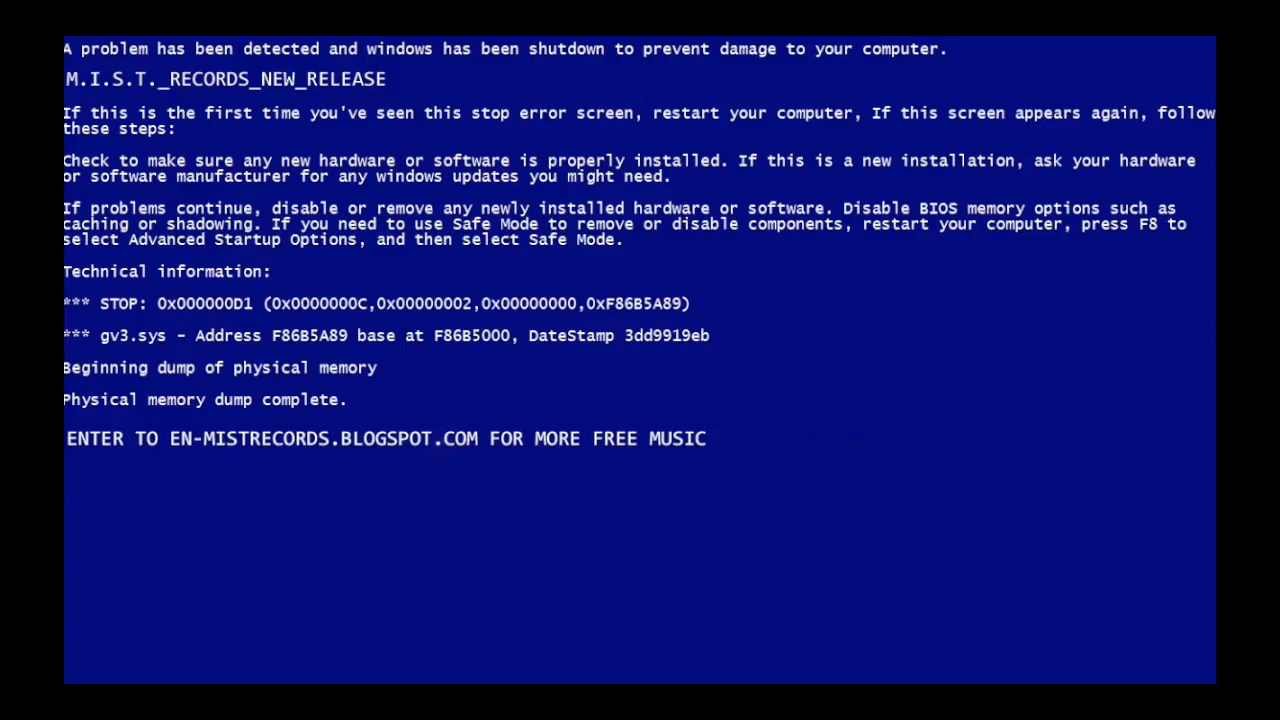 A problem has been detected and windows has been shutdown to prevent damage to your computer.
M.I.S.T._RECORDS_NEW_RELEASE
If this is the first time you've seen this stop error screen, restart your computer, If this screen appears again, follow
these steps:
Check to make sure any new hardware or software is properly installed. If this is a new installation, ask your hardware
or software manufacturer for any windows updates you might need.
If problems continue, disable or remove any newly installed hardware or software. Disable BIOS memory options such as
caching or shadowing. If you need to use Safe Mode to remove or disable components, restart your computer, press F8 to
select Advanced Startup Options, and then select Safe Mode.
Technical information:
*** STOP: 0x000000D1 (0x0000000C,0x00000002,0x00000000,0xF86B5A89)
*** gv3.sys - Address F86B5A89 base at F86B5000, DateStamp 3dd9919eb
Beginning dump of physical memory
Physical memory dump complete.
ENTER TO EN-MISTRECORDS.BLOGSPOT.COM FOR MORE FREE MUSIC